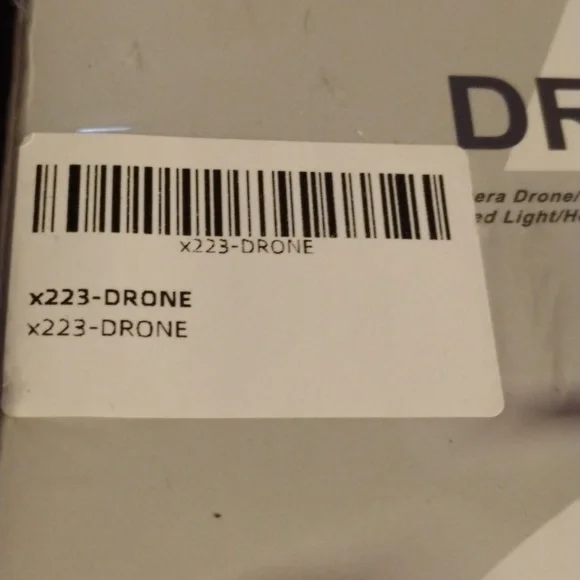 DR
era Drone/
ed Light/H
x223-DRONE
x223-DRONE
x223-DRONE